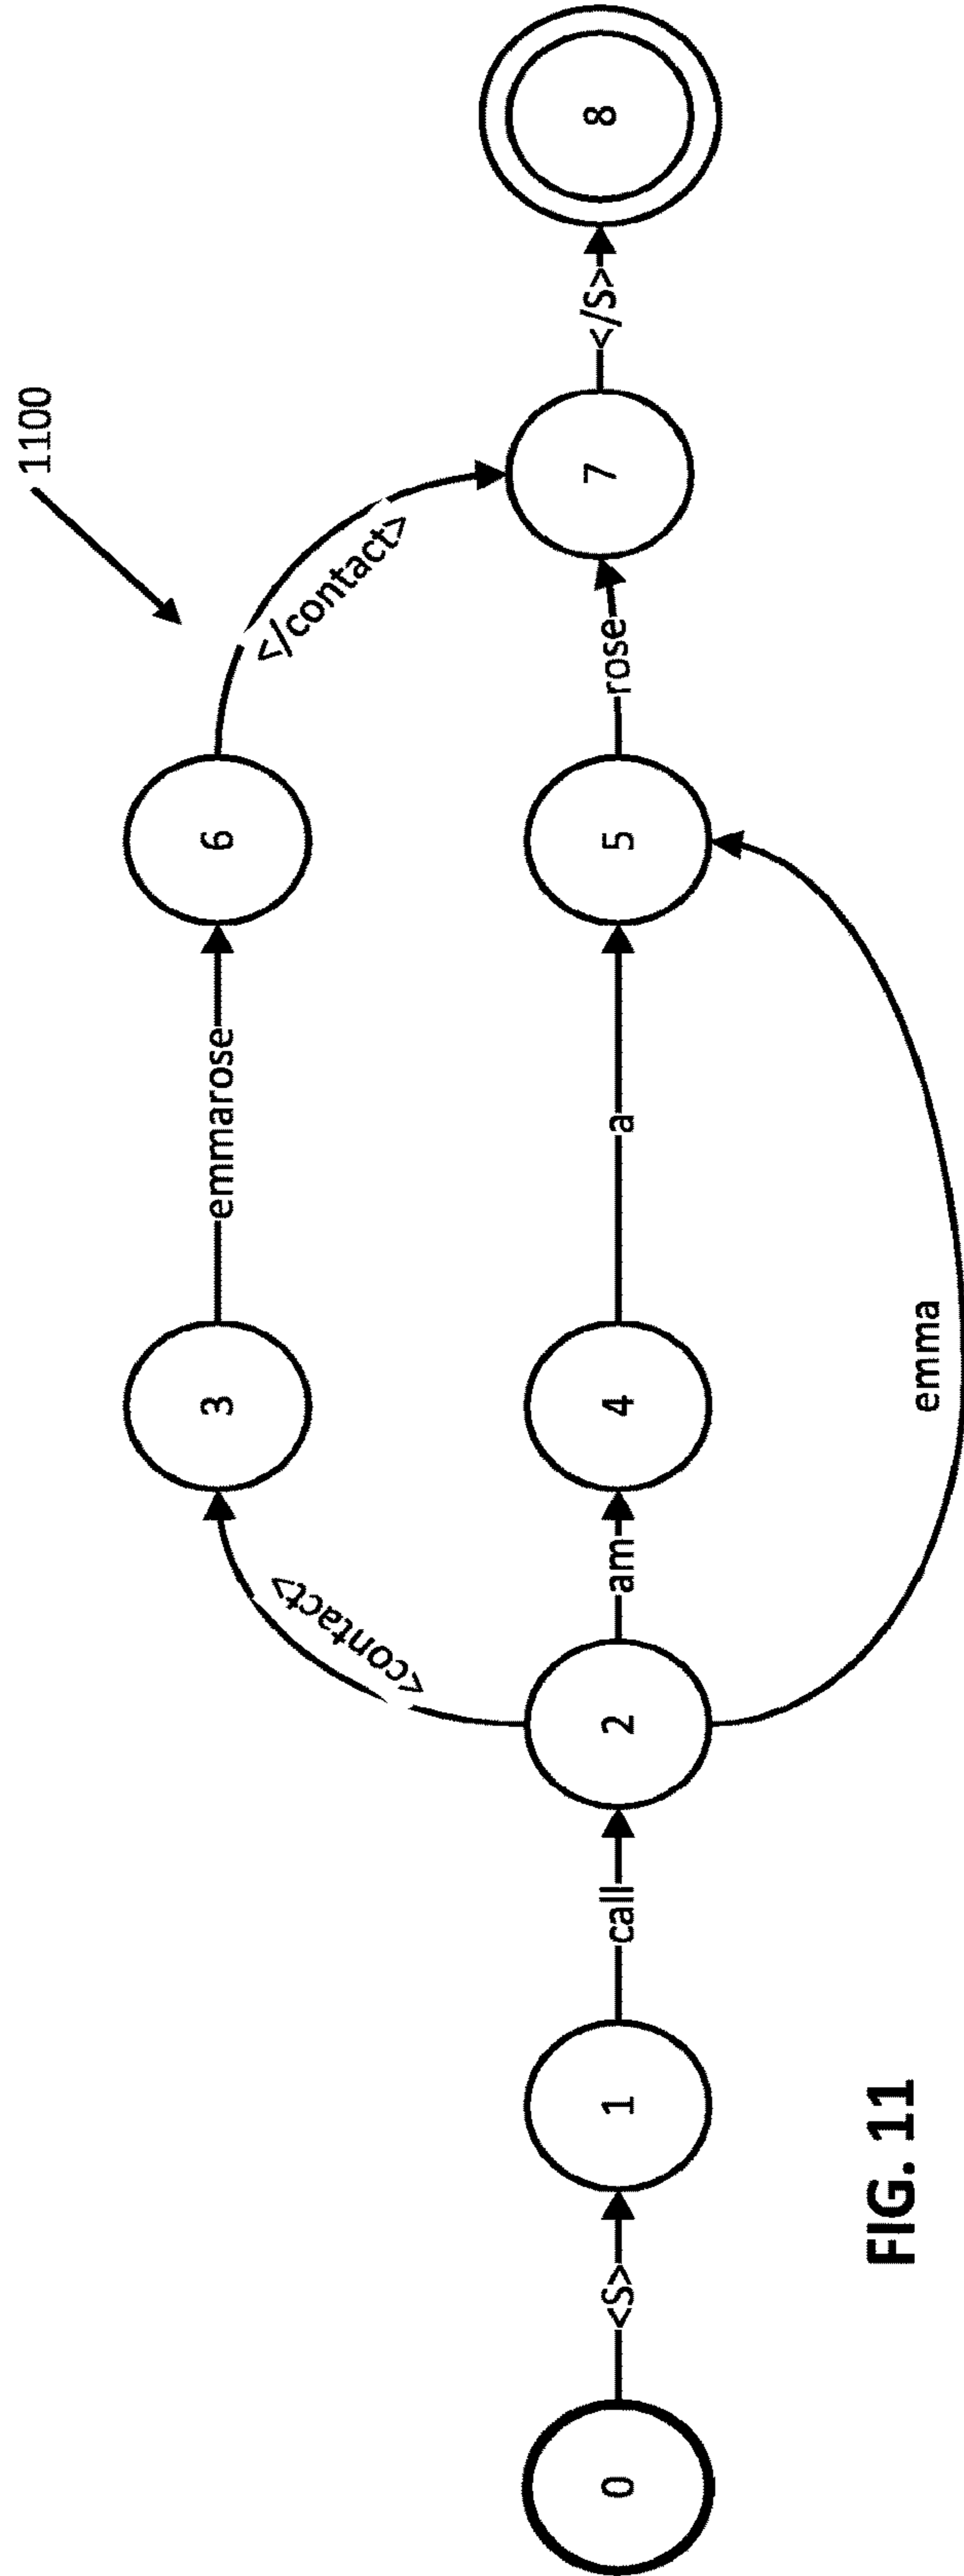 1100
<contact>
emmarose
</contact>
3
6
0
<S>
1
call
2
am
4
a
5
rose
7
</S>
8
emma
FIG. 11